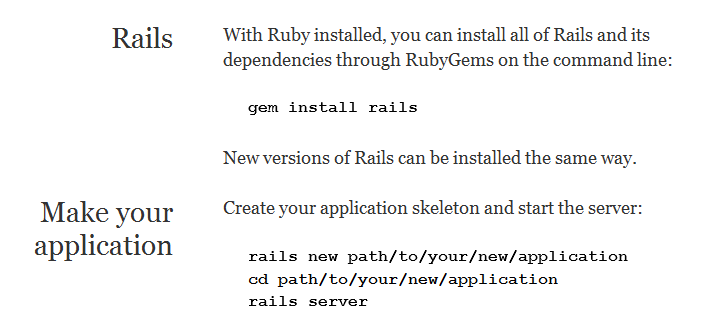 Rails
With Ruby installed, you can install all of Rails and its
dependencies through RubyGems on the command line:
gem install rails
New versions of Rails can be installed the same way.
Make your
application
Create your application skeleton and start the server:
rails new path/to/your/new/application
cd path/to/your/new/application
rails server